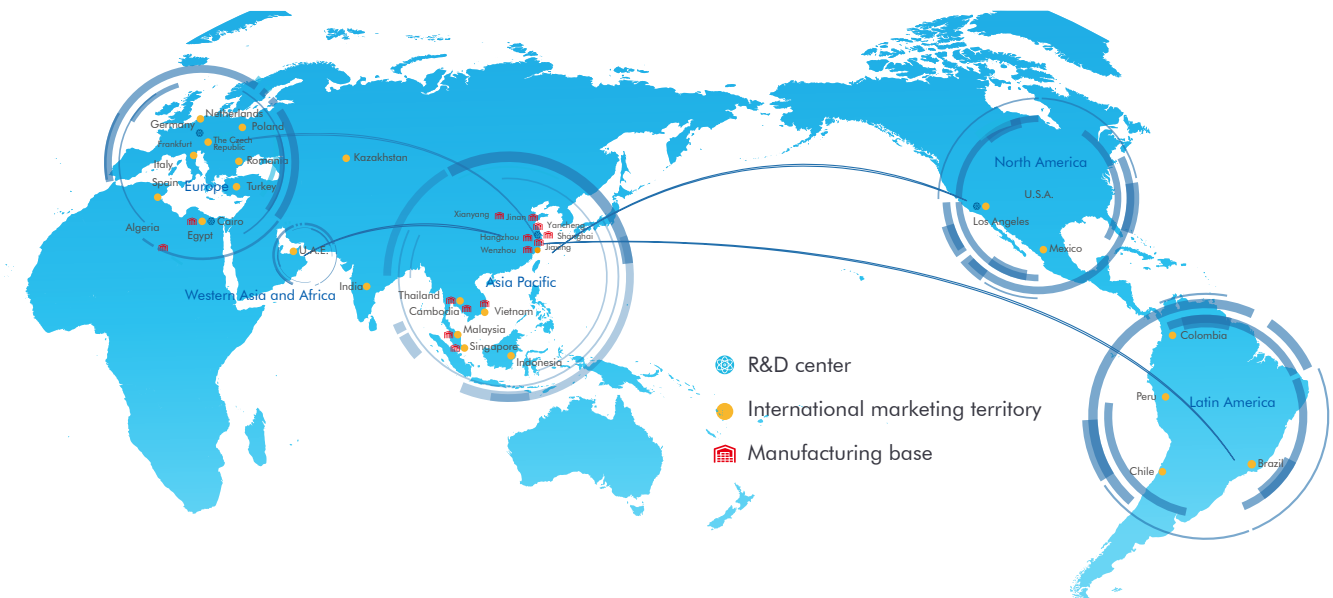 Netherlands
Germany
Poland
Frankfurt
The Czech
Republic
Italy
Romania
Kazakhstan
Spain
Europe
Turkey
Algeria
Cairo
Egypt
U.A.E.
Western Asia and Africa
India
Xianyang
Jinan
Yancheng
Hangzhou
Shanghai
Wenzhou
Jiaxing
Asia Pacific
Thailand
Cambodia
Vietnam
Malaysia
Singapore
Indonesia
North America
U.S.A.
Los Angeles
Mexico
Colombia
Peru
Latin America
Chile
Brazil
R&D center
International marketing territory
Manufacturing base